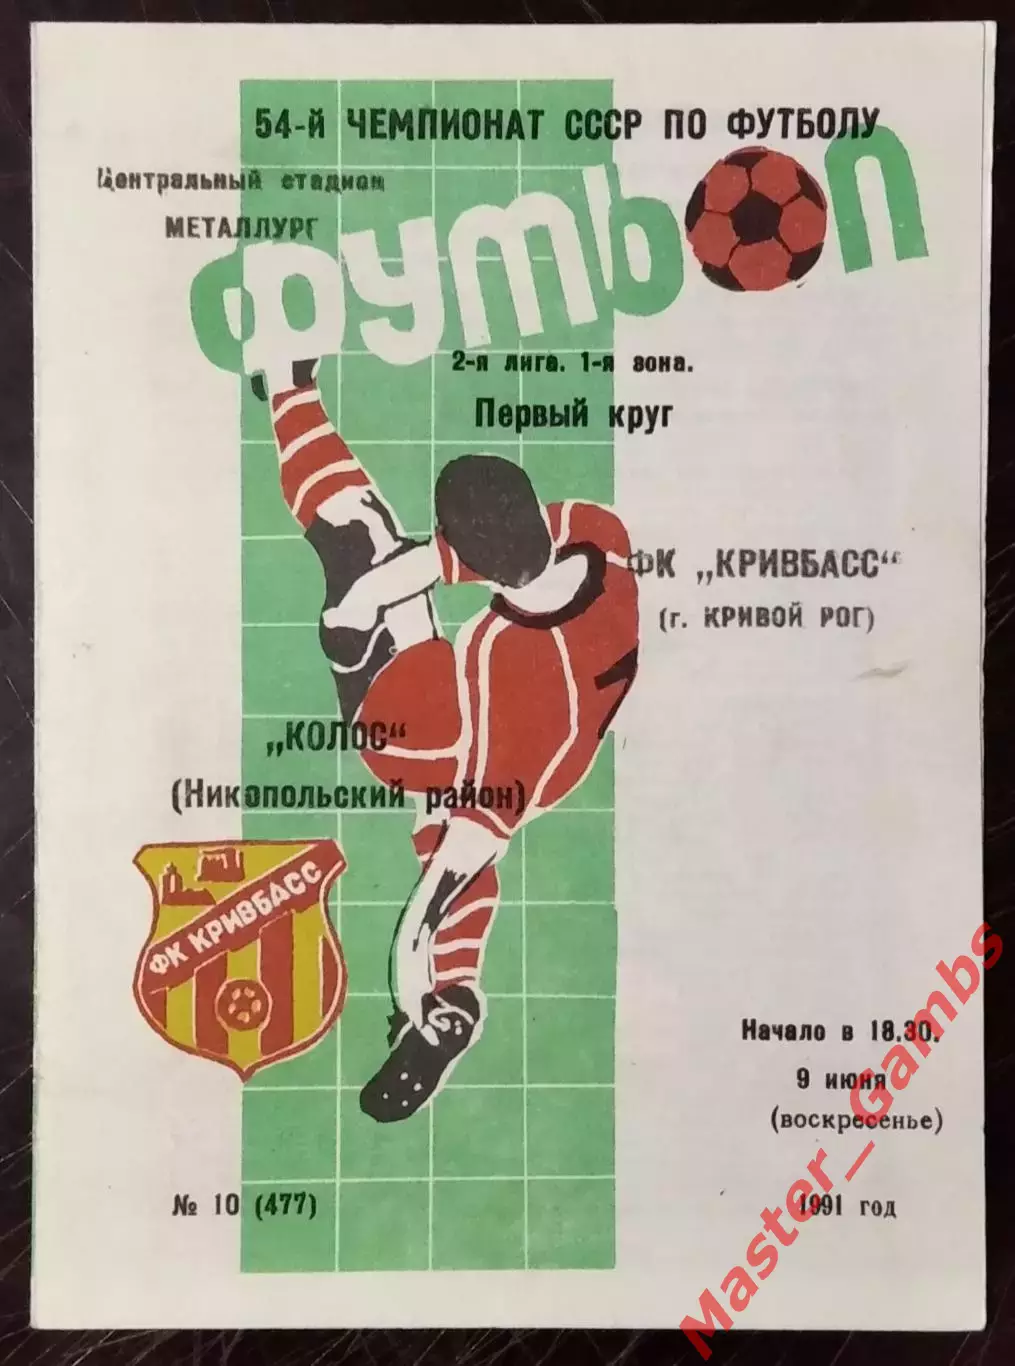 54-й ЧЕМПИОНАТ СССР ПО ФУТБОЛУ
Центральный стадион
МЕТАЛЛУРГ
Футбол
2-я лига. 1-я зона.
Первый круг
ФК „КРИВБАСС“
(г. КРИВОЙ РОГ)
„КОЛОС“
(Никопольский район)
ФК КРИВБАСС
Начало в 18.30.
9 июня
(воскресенье)
№ 10 (477)
1991 год
Master_Gambs